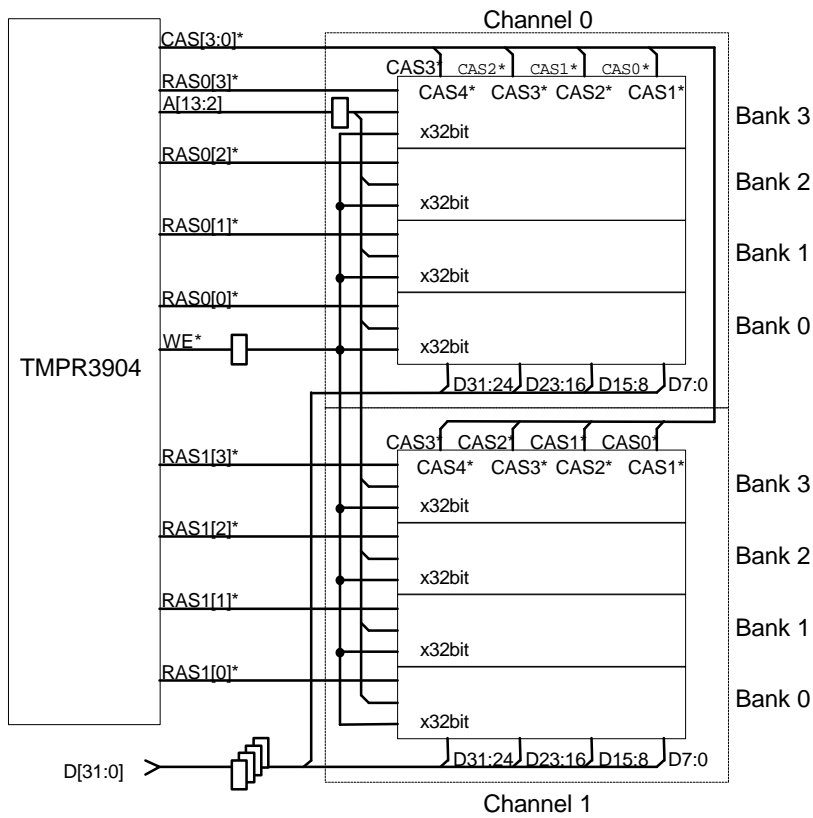 Channel 0
CAS[3:0]*
CAS3* CAS2* CAS1* CAS0*
RAS0[3]*
CAS4* CAS3* CAS2* CAS1*
A[13:2]
Bank 3
x32bit
RAS0[2]*
Bank 2
x32bit
RAS0[1]*
Bank 1
x32bit
RAS0[0]*
Bank 0
WE*
x32bit
TMPR3904
D31:24 D23:16 D15:8 D7:0
CAS3* CAS2* CAS1* CAS0*
RAS1[3]*
CAS4* CAS3* CAS2* CAS1*
Bank 3
x32bit
RAS1[2]*
Bank 2
x32bit
RAS1[1]*
Bank 1
x32bit
RAS1[0]*
Bank 0
x32bit
D31:24 D23:16 D15:8 D7:0
D[31:0]
Channel 1